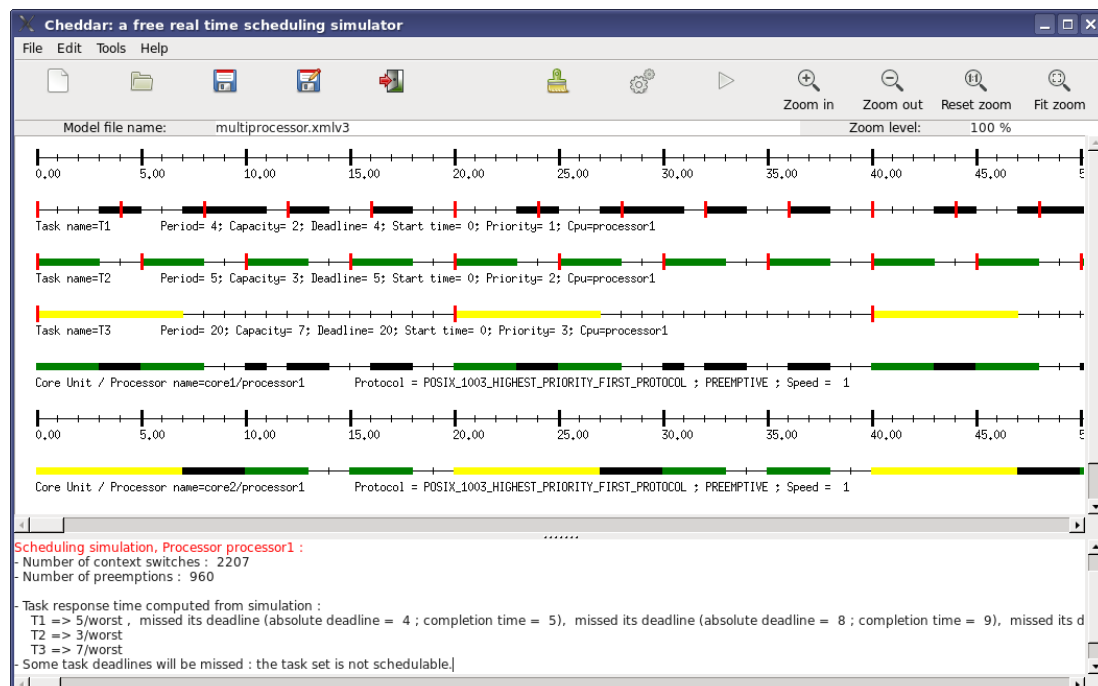 Cheddar: a free real time scheduling simulator
File Edit Tools Help
Zoom in Zoom out Reset zoom Fit zoom
Model file name: multiprocessor.xmlv3 Zoom level: 100 %
0.00 5.00 10.00 15.00 20.00 25.00 30.00 35.00 40.00 45.00 5
Task name=T1 Period= 4; Capacity= 2; Deadline= 4; Start time= 0; Priority= 1; Cpu=processor1
Task name=T2 Period= 5; Capacity= 3; Deadline= 5; Start time= 0; Priority= 2; Cpu=processor1
Task name=T3 Period= 20; Capacity= 7; Deadline= 20; Start time= 0; Priority= 3; Cpu=processor1
Core Unit / Processor name=core1/processor1 Protocol = POSIX_1003_HIGHEST_PRIORITY_FIRST_PROTOCOL ; PREEMPTIVE ; Speed = 1
0.00 5.00 10.00 15.00 20.00 25.00 30.00 35.00 40.00 45.00 5
Core Unit / Processor name=core2/processor1 Protocol = POSIX_1003_HIGHEST_PRIORITY_FIRST_PROTOCOL ; PREEMPTIVE ; Speed = 1
Scheduling simulation, Processor processor1 :
- Number of context switches : 2207
- Number of preemptions : 960
- Task response time computed from simulation :
T1 => 5/worst , missed its deadline (absolute deadline = 4 ; completion time = 5), missed its deadline (absolute deadline = 8 ; completion time = 9), missed its d
T2 => 3/worst
T3 => 7/worst
- Some task deadlines will be missed : the task set is not schedulable.